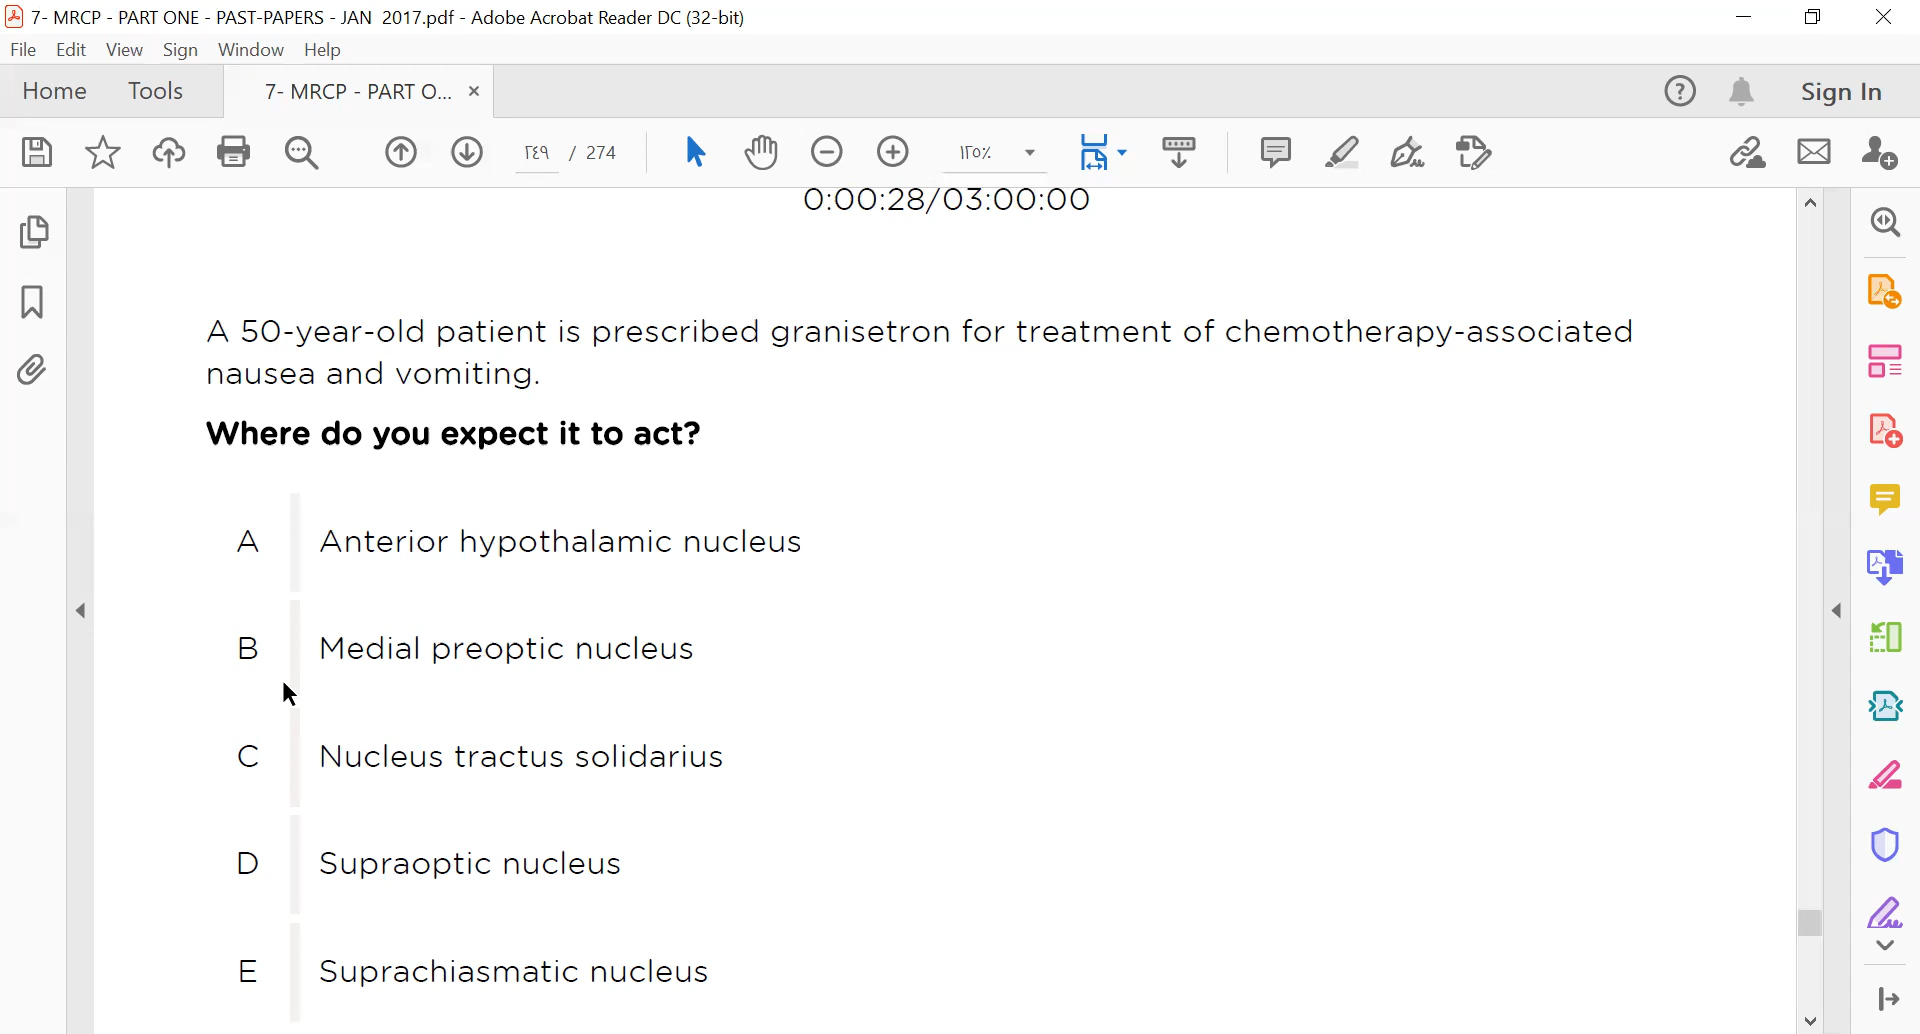 7- MRCP - PART ONE - PAST-PAPERS - JAN 2017.pdf - Adobe Acrobat Reader DC (32-bit)
File Edit View Sign Window Help
Home Tools 7- MRCP - PART O... × Sign In
٢٤٩ / 274 ١٢٥٪
0:00:28/03:00:00
A 50-year-old patient is prescribed granisetron for treatment of chemotherapy-associated
nausea and vomiting.
Where do you expect it to act?
A Anterior hypothalamic nucleus
B Medial preoptic nucleus
C Nucleus tractus solidarius
D Supraoptic nucleus
E Suprachiasmatic nucleus